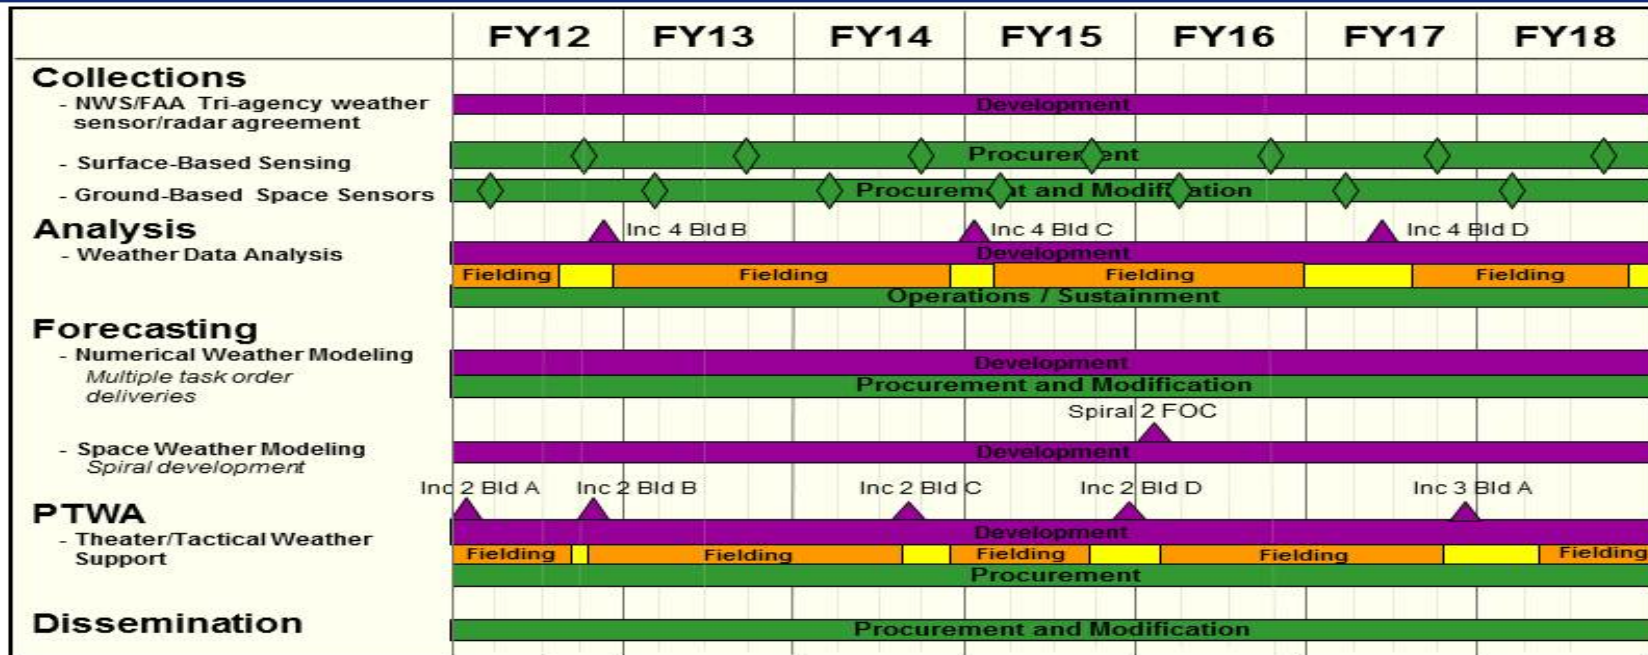 FY12 FY13 FY14 FY15 FY16 FY17 FY18
Collections
- NWS/FAA Tri-agency weather
sensor/radar agreement
Development
- Surface-Based Sensing
Procurement
- Ground-Based Space Sensors
Procurement and Modification
Analysis
Inc 4 Bld B Inc 4 Bld C Inc 4 Bld D
- Weather Data Analysis
Development
Fielding Fielding Fielding Fielding
Operations / Sustainment
Forecasting
- Numerical Weather Modeling
Development
Multiple task order
deliveries
Procurement and Modification
Spiral 2 FOC
- Space Weather Modeling
Development
Spiral development
Inc 2 Bld A Inc 2 Bld B Inc 2 Bld C Inc 2 Bld D Inc 3 Bld A
PTWA
- Theater/Tactical Weather
Support
Development
Fielding Fielding Fielding Fielding Fielding
Procurement
Dissemination
Procurement and Modification